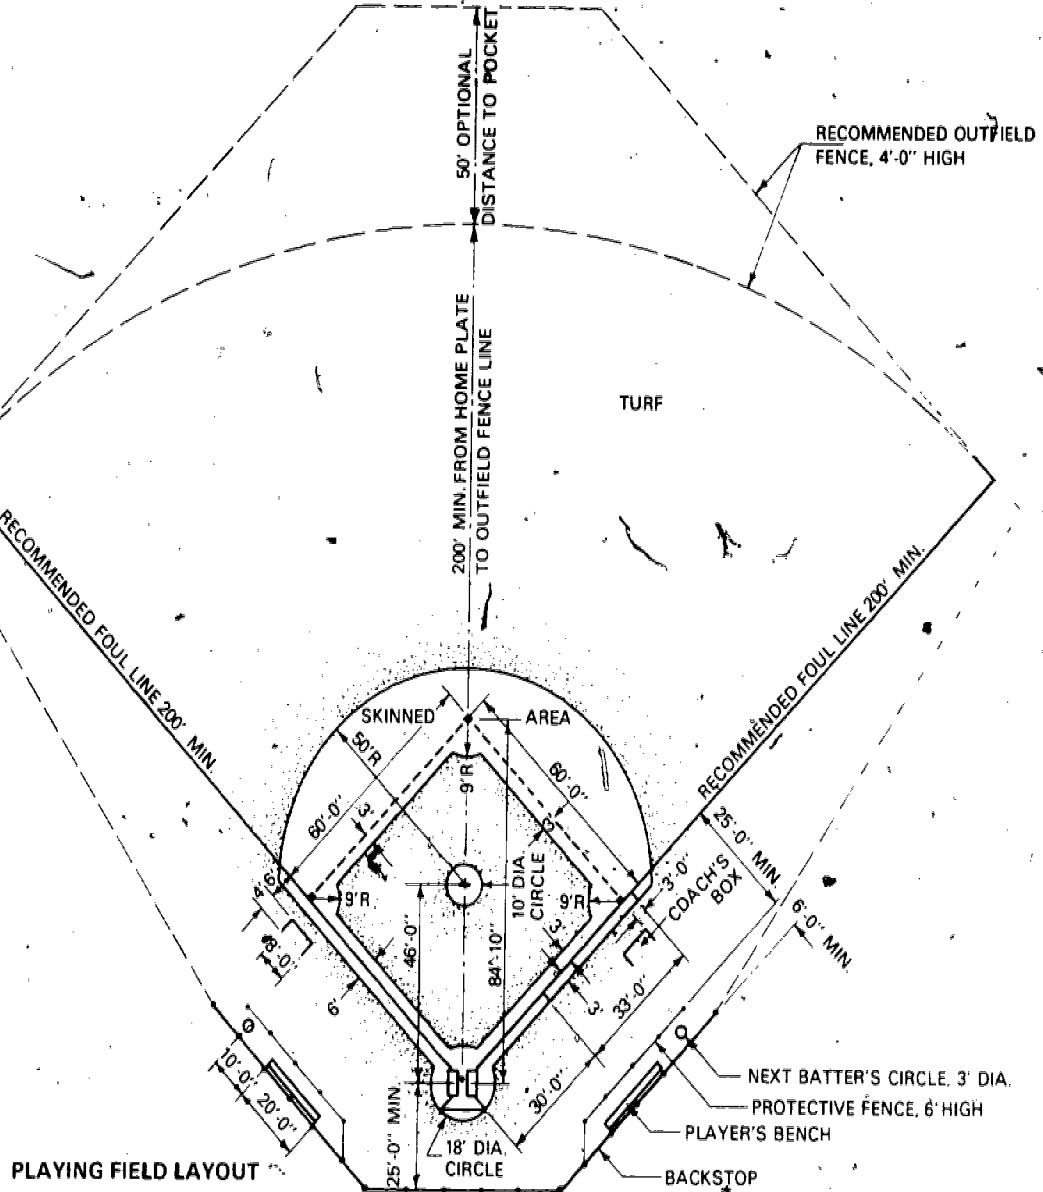 50' OPTIONAL
DISTANCE TO POCKET
RECOMMENDED OUTFIELD
FENCE, 4'-0" HIGH
200' MIN. FROM HOME PLATE
TO OUTFIELD FENCE LINE
TURF
RECOMMENDED FOUL LINE 200' MIN.
RECOMMENDED FOUL LINE 200' MIN.
SKINNED
AREA
50'R
9'R
60'-0"
60'-0"
3'
3'
10' DIA.
CIRCLE
9'R
9'R
4'6"
8'-0"
46'-0"
84'-10"
3'
3'-0"
COACH'S
BOX
25'-0" MIN
6'-0" MIN.
6'
3'
33'-0"
30'-0"
10'-0"
20'-0"
25'-0" MIN
18' DIA.
CIRCLE
NEXT BATTER'S CIRCLE, 3' DIA.
PROTECTIVE FENCE, 6' HIGH
PLAYER'S BENCH
BACKSTOP
PLAYING FIELD LAYOUT